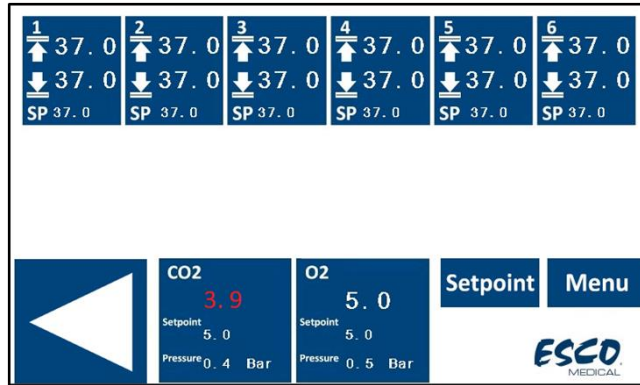 1 2 3 4 5 6
37.0 37.0 37.0 37.0 37.0 37.0
37.0 37.0 37.0 37.0 37.0 37.0
SP 37.0 SP 37.0 SP 37.0 SP 37.0 SP 37.0 SP 37.0
CO2
3.9
Setpoint
5.0
Pressure 0.4 Bar
O2
5.0
Setpoint
5.0
Pressure 0.5 Bar
Setpoint Menu
ESCO
MEDICAL